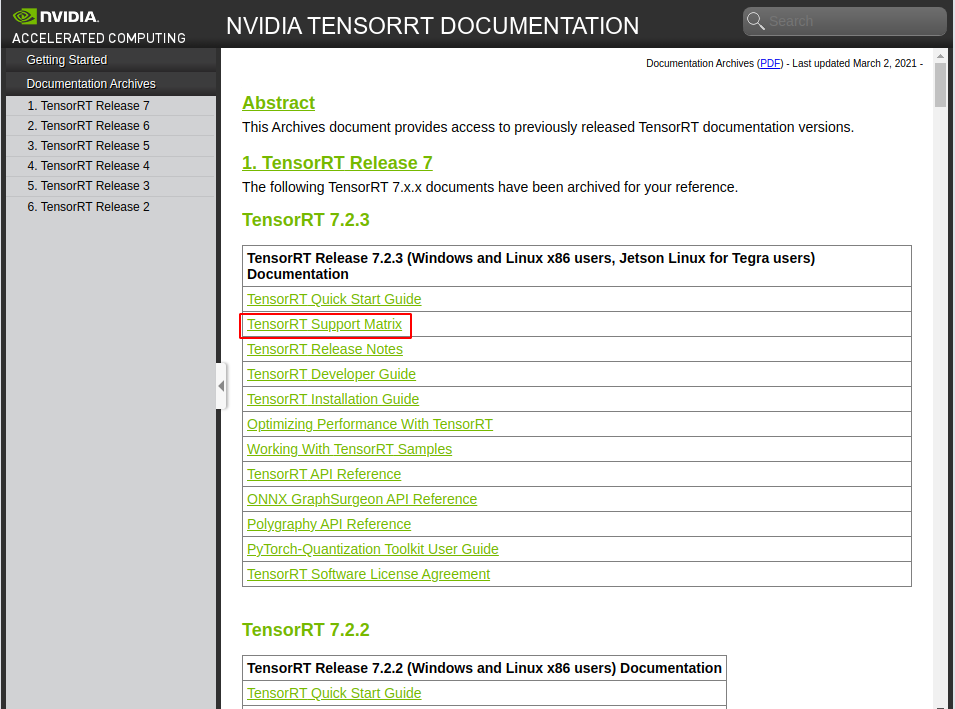 NVIDIA.
ACCELERATED COMPUTING
NVIDIA TENSORRT DOCUMENTATION
Search
Getting Started
Documentation Archives
1. TensorRT Release 7
2. TensorRT Release 6
3. TensorRT Release 5
4. TensorRT Release 4
5. TensorRT Release 3
6. TensorRT Release 2
Documentation Archives (PDF) - Last updated March 2, 2021 -
Abstract
This Archives document provides access to previously released TensorRT documentation versions.
1. TensorRT Release 7
The following TensorRT 7.x.x documents have been archived for your reference.
TensorRT 7.2.3
TensorRT Release 7.2.3 (Windows and Linux x86 users, Jetson Linux for Tegra users)
Documentation
TensorRT Quick Start Guide
TensorRT Support Matrix
TensorRT Release Notes
TensorRT Developer Guide
TensorRT Installation Guide
Optimizing Performance With TensorRT
Working With TensorRT Samples
TensorRT API Reference
ONNX GraphSurgeon API Reference
Polygraphy API Reference
PyTorch-Quantization Toolkit User Guide
TensorRT Software License Agreement
TensorRT 7.2.2
TensorRT Release 7.2.2 (Windows and Linux x86 users) Documentation
TensorRT Quick Start Guide